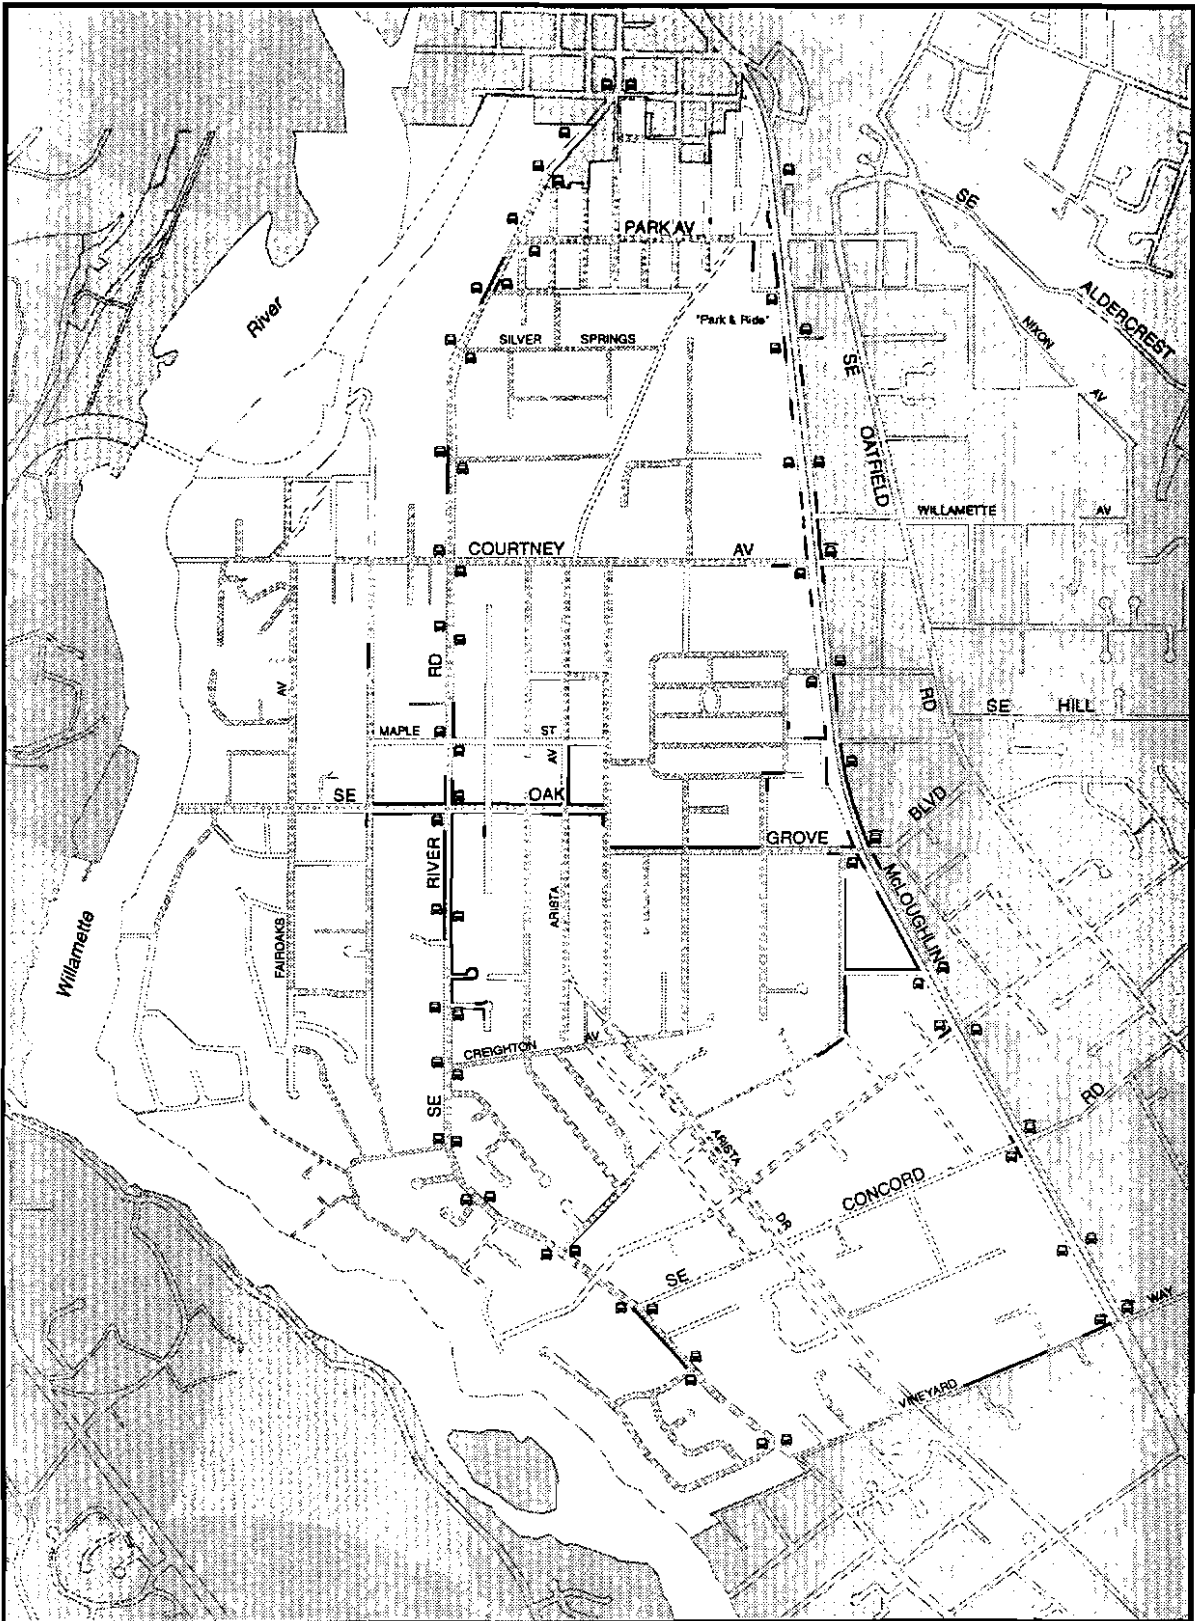 SE
PARK AV
ALDERCREST
River
"Park & Ride"
NIXON
SILVER SPRINGS
SE
AV
OATFIELD
WILLAMETTE AV
COURTNEY AV
RD
AV
RD
SE HILL
MAPLE ST
AV
SE OAK
BLVD
GROVE
RIVER
McLOUGHLIN
ARISTA
FAIROAKS
Willamette
CREIGHTON AV
RD
SE
ARISTA
CONCORD
DR
SE
WAY
VINEYARD